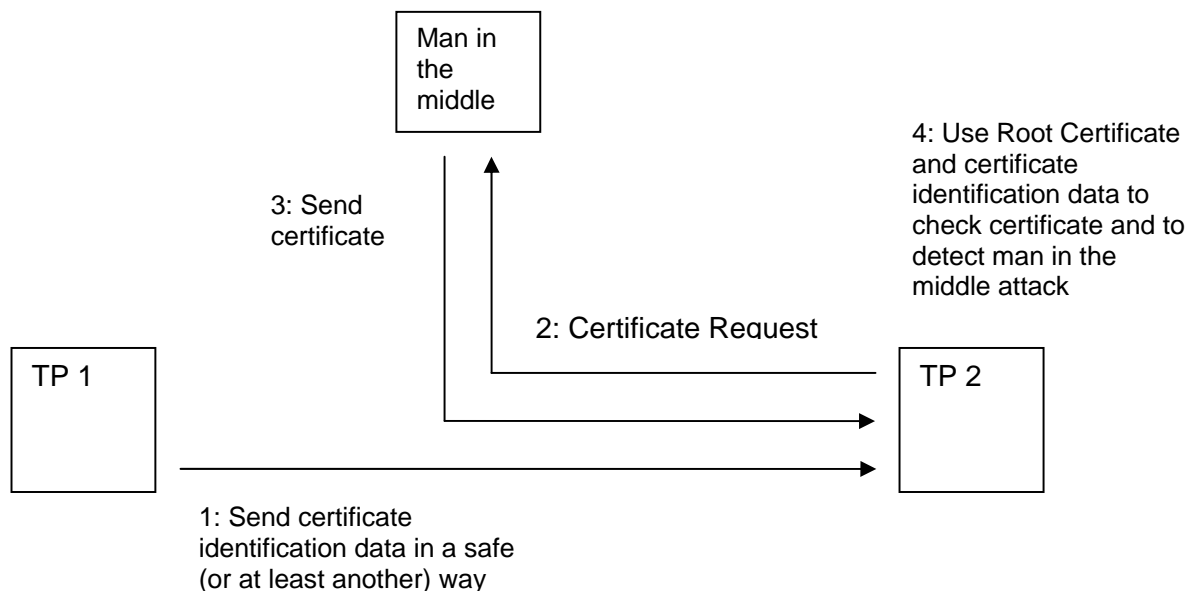 Man in
the
middle
4: Use Root Certificate
and certificate
identification data to
check certificate and to
detect man in the
middle attack
3: Send
certificate
2: Certificate Request
TP 1
TP 2
1: Send certificate
identification data in a safe
(or at least another) way